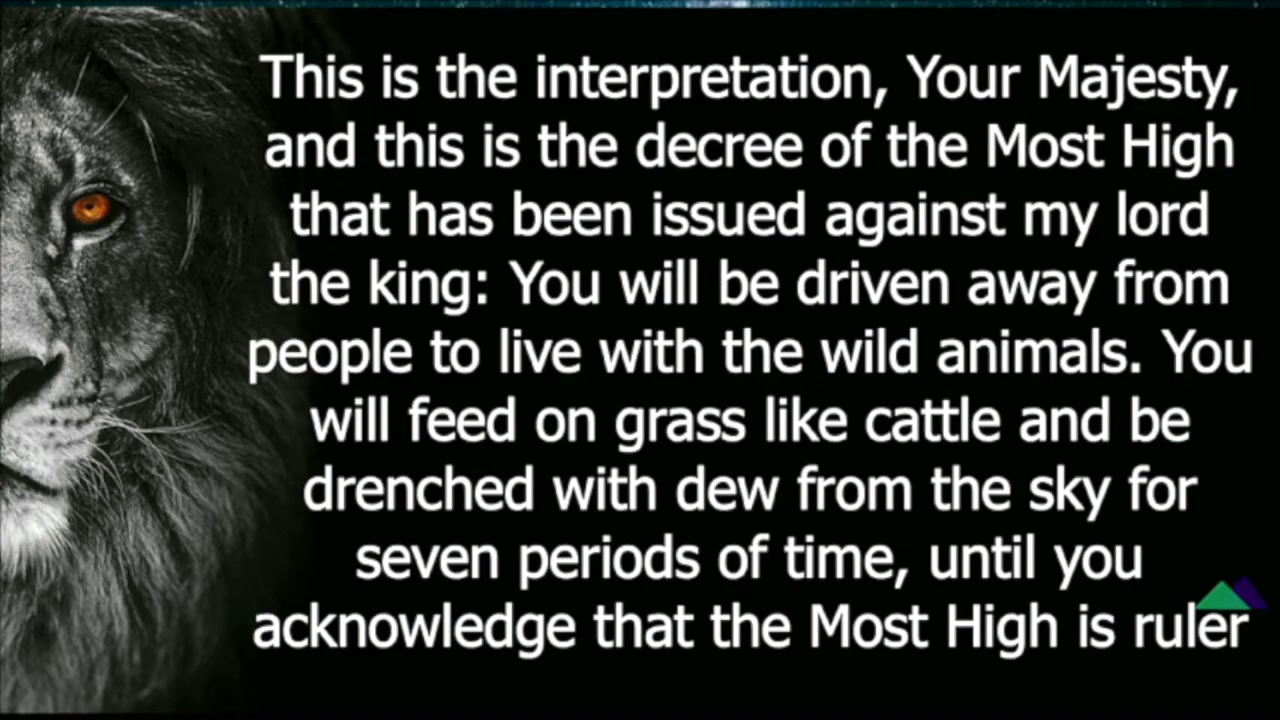 This is the interpretation, Your Majesty,
and this is the decree of the Most High
that has been issued against my lord
the king: You will be driven away from
people to live with the wild animals. You
will feed on grass like cattle and be
drenched with dew from the sky for
seven periods of time, until you
acknowledge that the Most High is ruler